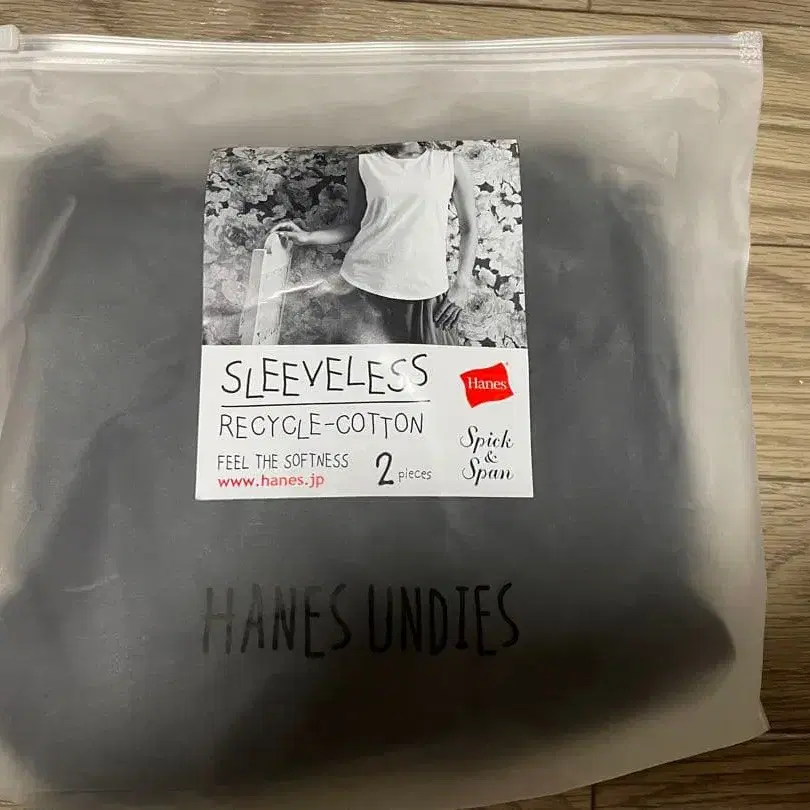 SLEEVELESS
Hanes
RECYCLE-COTTON
FEEL THE SOFTNESS
www.hanes.jp
2 pieces
Spick
&
Span
HANES UNDIES